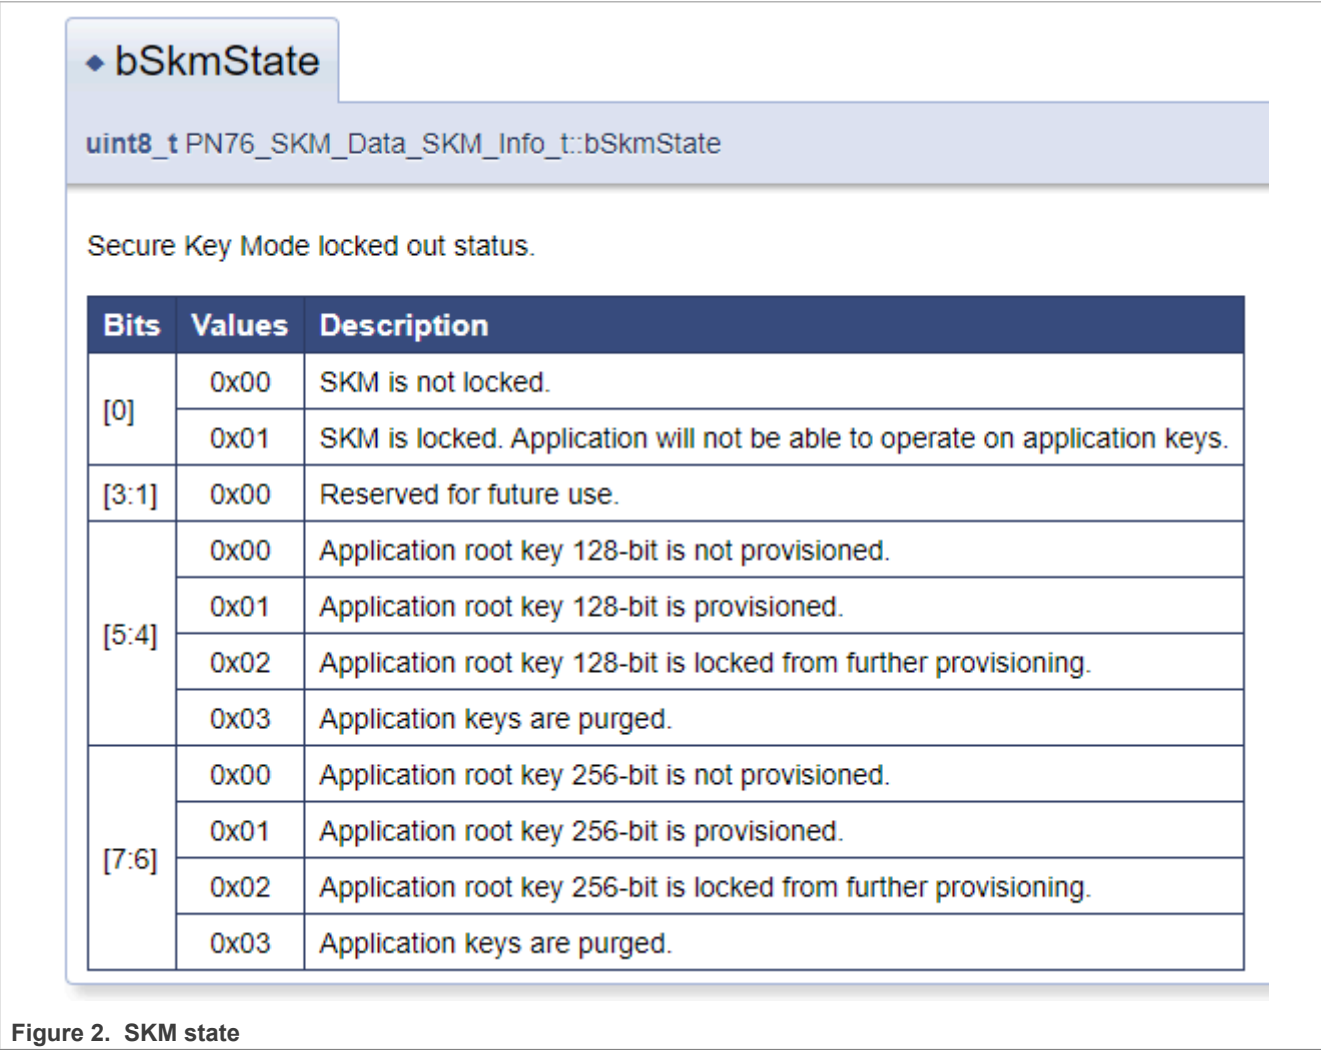 bSkmState
uint8_t PN76_SKM_Data_SKM_Info_t::bSkmState
Secure Key Mode locked out status.
Bits Values Description
[0] 0x00 SKM is not locked.
0x01 SKM is locked. Application will not be able to operate on application keys.
[3:1] 0x00 Reserved for future use.
[5:4] 0x00 Application root key 128-bit is not provisioned.
0x01 Application root key 128-bit is provisioned.
0x02 Application root key 128-bit is locked from further provisioning.
0x03 Application keys are purged.
[7:6] 0x00 Application root key 256-bit is not provisioned.
0x01 Application root key 256-bit is provisioned.
0x02 Application root key 256-bit is locked from further provisioning.
0x03 Application keys are purged.
Figure 2. SKM state